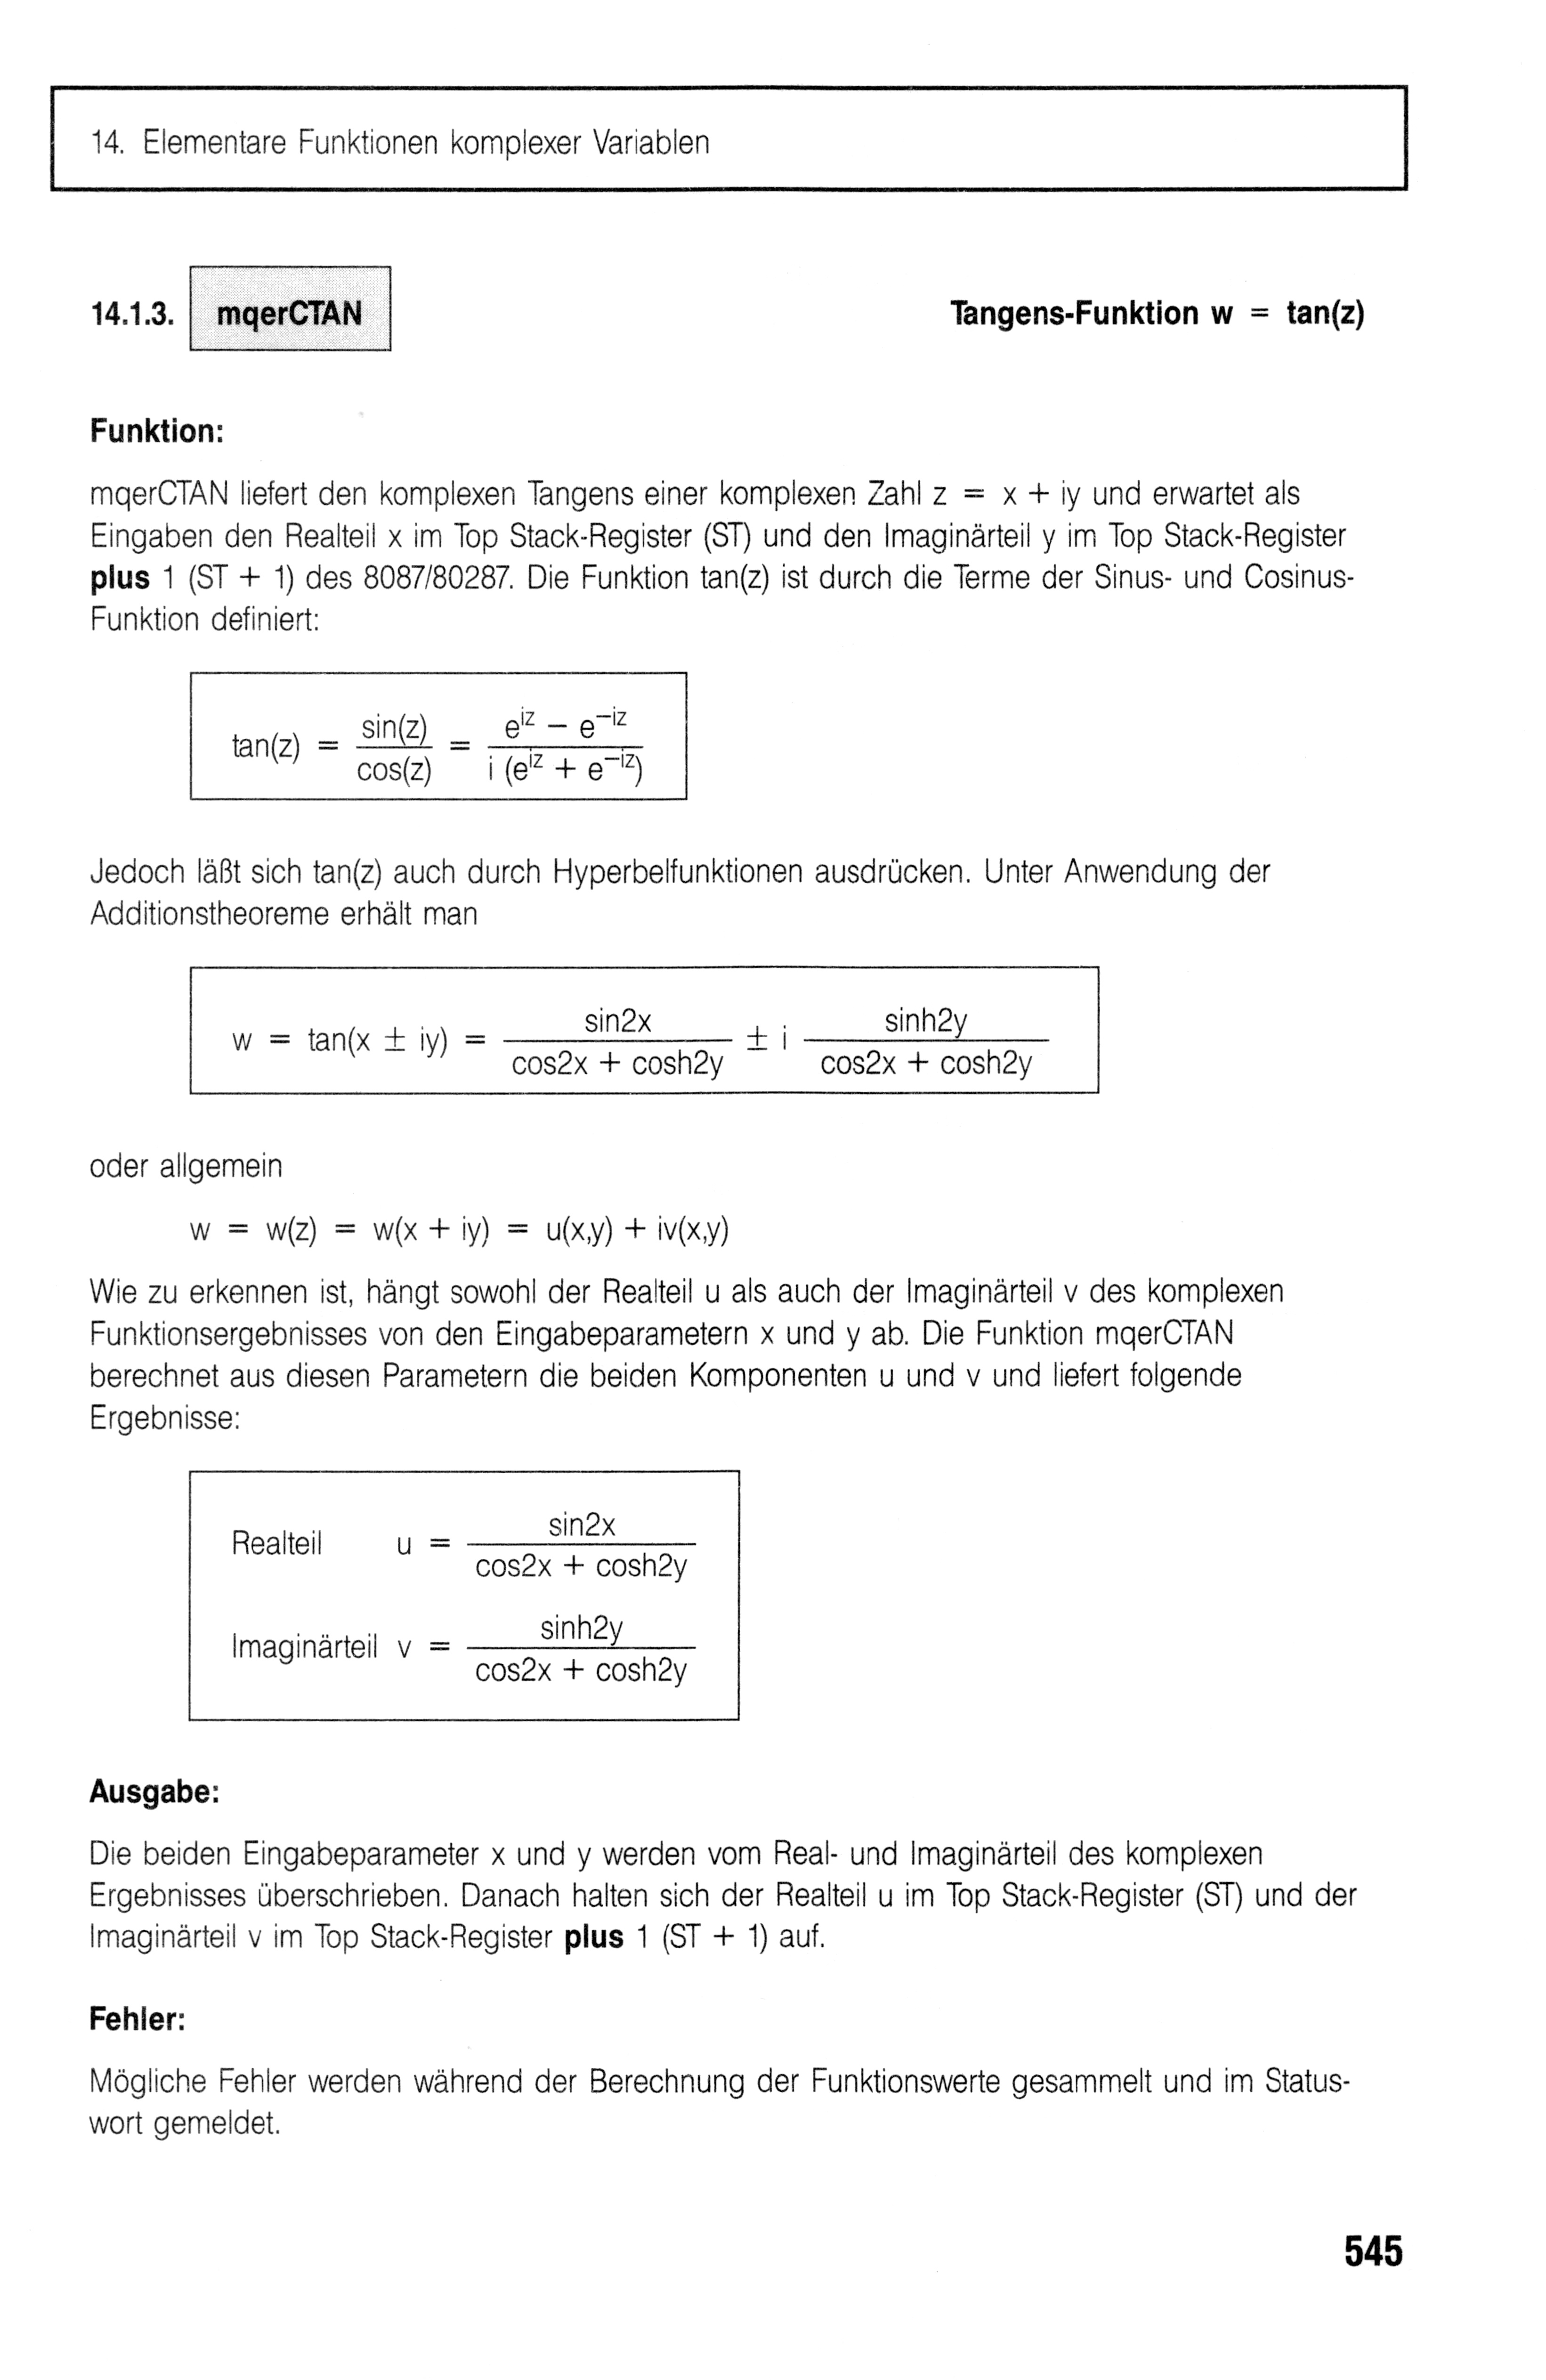 14. Elementare Funktionen komplexer Variablen
14.1.3. mqerCTAN Tangens-Funktion w = tan(z)
Funktion:
mqerCTAN liefert den komplexen Tangens einer komplexen Zahl z = x + iy und erwartet als
Eingaben den Realteil x im Top Stack-Register (ST) und den Imaginärteil y im Top Stack-Register
plus 1 (ST + 1) des 8087/80287. Die Funktion tan(z) ist durch die Terme der Sinus- und Cosinus-
Funktion definiert:
tan(z) = sin(z)/cos(z) = (e^iz − e^−iz)/(i (e^iz + e^−iz))
Jedoch läßt sich tan(z) auch durch Hyperbelfunktionen ausdrücken. Unter Anwendung der
Additionstheoreme erhält man
w = tan(x ± iy) = sin2x/(cos2x + cosh2y) ± i sinh2y/(cos2x + cosh2y)
oder allgemein
w = w(z) = w(x + iy) = u(x,y) + iv(x,y)
Wie zu erkennen ist, hängt sowohl der Realteil u als auch der Imaginärteil v des komplexen
Funktionsergebnisses von den Eingabeparametern x und y ab. Die Funktion mqerCTAN
berechnet aus diesen Parametern die beiden Komponenten u und v und liefert folgende
Ergebnisse:
Realteil u = sin2x/(cos2x + cosh2y)
Imaginärteil v = sinh2y/(cos2x + cosh2y)
Ausgabe:
Die beiden Eingabeparameter x und y werden vom Real- und Imaginärteil des komplexen
Ergebnisses überschrieben. Danach halten sich der Realteil u im Top Stack-Register (ST) und der
Imaginärteil v im Top Stack-Register plus 1 (ST + 1) auf.
Fehler:
Mögliche Fehler werden während der Berechnung der Funktionswerte gesammelt und im Status-
wort gemeldet.
545